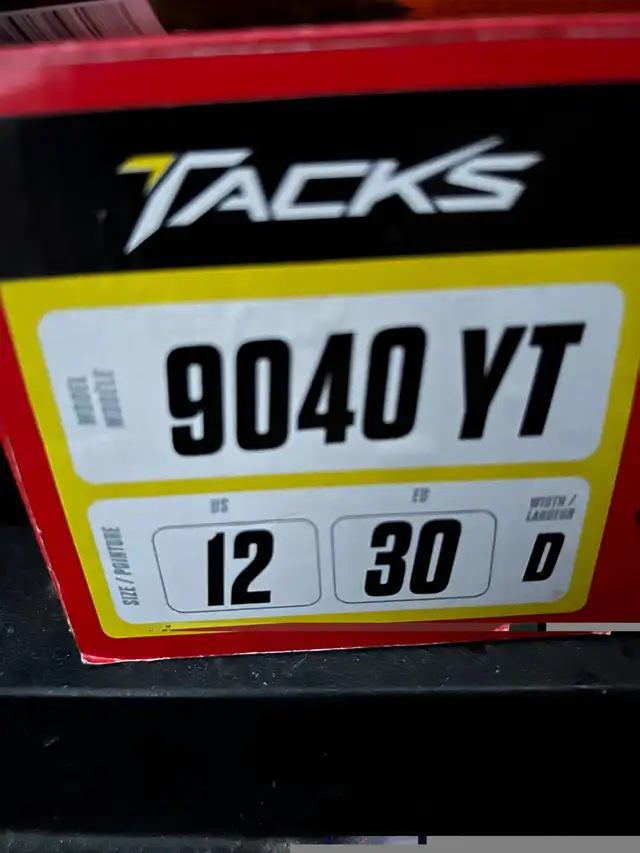 TACKS
MODEL
MODÈLE
9040 YT
SIZE / POINTURE
US
12
EU
30
WIDTH /
LARGEUR
D